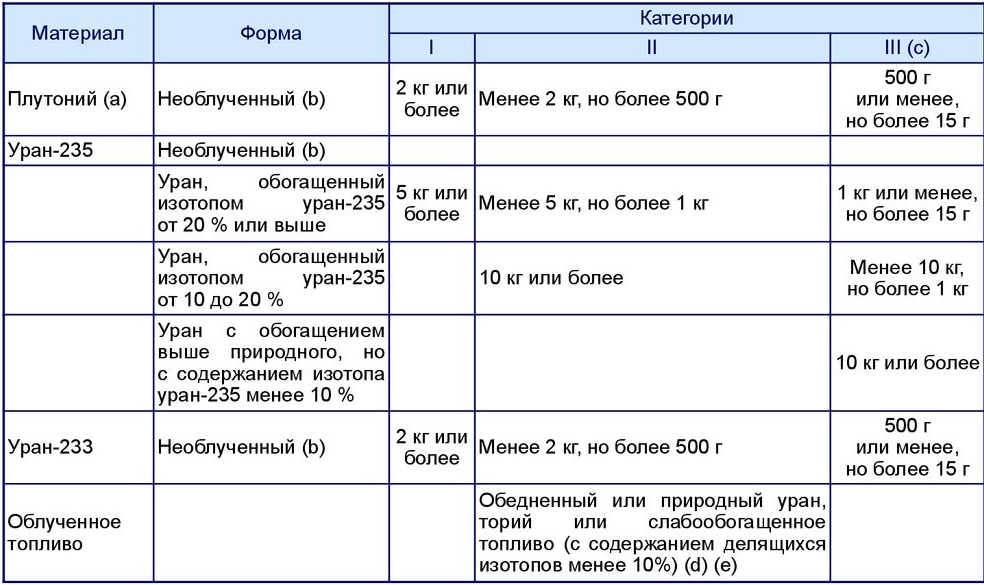 Материал
Форма
Категории
I
II
III (c)
Плутоний (a)
Необлученный (b)
2 кг или
более
Менее 2 кг, но более 500 г
500 г
или менее,
но более 15 г
Уран-235
Необлученный (b)
Уран, обогащенный
изотопом уран-235
от 20 % или выше
5 кг или
более
Менее 5 кг, но более 1 кг
1 кг или менее,
но более 15 г
Уран, обогащенный
изотопом уран-235
от 10 до 20 %
10 кг или более
Менее 10 кг,
но более 1 кг
Уран с обогащением
выше природного, но
с содержанием изотопа
уран-235 менее 10 %
10 кг или более
Уран-233
Необлученный (b)
2 кг или
более
Менее 2 кг, но более 500 г
500 г
или менее,
но более 15 г
Облученное
топливо
Обедненный или природный уран,
торий или слабообогащенное
топливо (с содержанием делящихся
изотопов менее 10%) (d) (e)